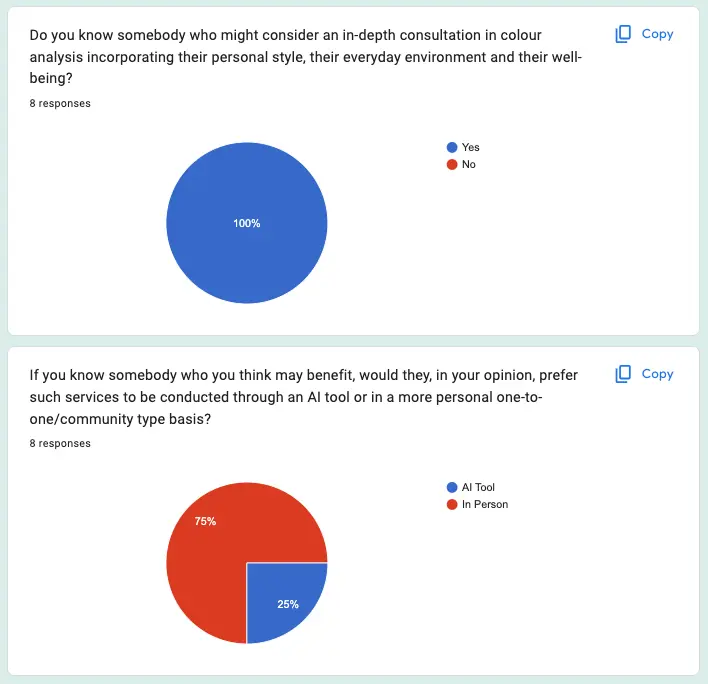 Do you know somebody who might consider an in-depth consultation in colour
analysis incorporating their personal style, their everyday environment and their well-
being?
Copy
8 responses
Yes
No
100%
If you know somebody who you think may benefit, would they, in your opinion, prefer
such services to be conducted through an AI tool or in a more personal one-to-
one/community type basis?
Copy
8 responses
AI Tool
In Person
75%
25%